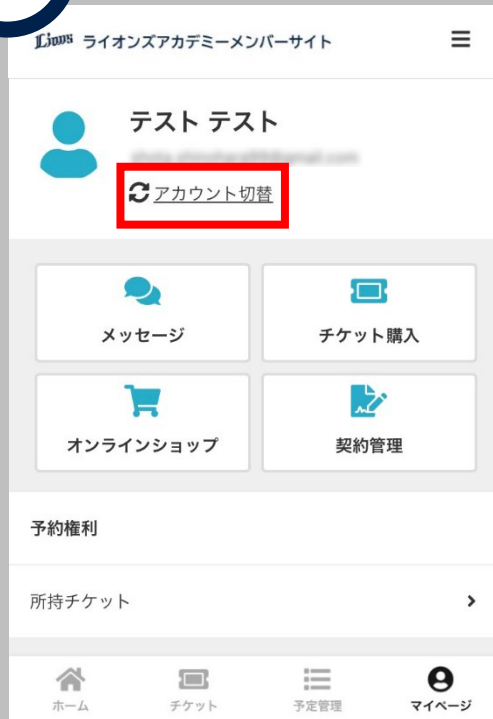 Lions ライオンズアカデミーメンバーサイト
テスト テスト
アカウント切替
メッセージ
チケット購入
オンラインショップ
契約管理
予約権利
所持チケット
ホーム
チケット
予定管理
マイページ